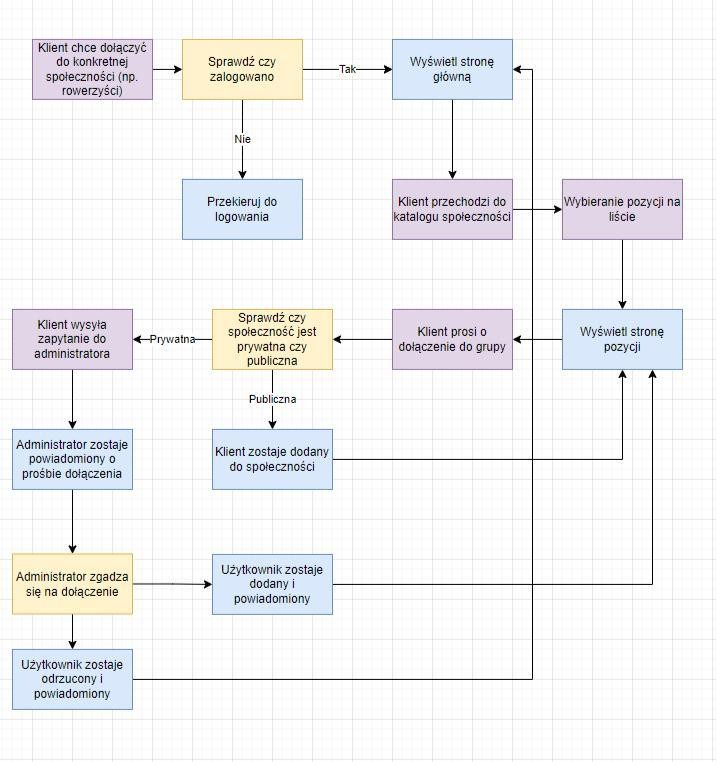 Klient chce dołączyć
do konkretnej
społeczności (np.
rowerzyści)
Sprawdź czy
zalogowano
Tak
Wyświetl stronę
główną
Nie
Przekieruj do
logowania
Klient przechodzi do
katalogu społeczności
Wybieranie pozycji na
liście
Klient wysyła
zapytanie do
administratora
Prywatna
Sprawdź czy
społeczność jest
prywatna czy
publiczna
Klient prosi o
dołączenie do grupy
Wyświetl stronę
pozycji
Publiczna
Administrator zostaje
powiadomiony o
prośbie dołączenia
Klient zostaje dodany
do społeczności
Administrator zgadza
się na dołączenie
Użytkownik zostaje
dodany i
powiadomiony
Użytkownik zostaje
odrzucony i
powiadomiony